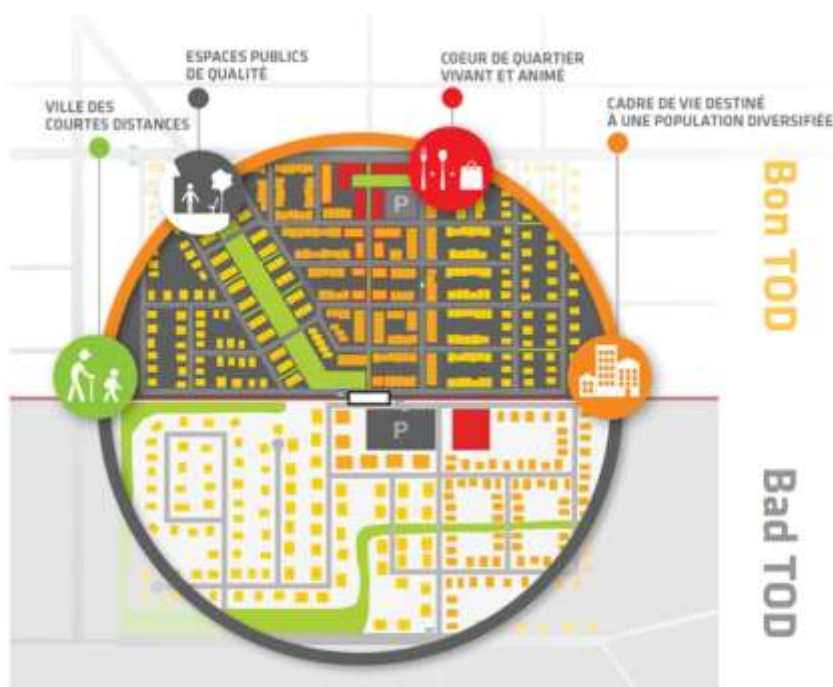 ESPACES PUBLICS
DE QUALITÉ
COEUR DE QUARTIER
VIVANT ET ANIMÉ
VILLE DES
COURTES DISTANCES
CADRE DE VIE DESTINÉ
À UNE POPULATION DIVERSIFIÉE
P
Bon TOD
P
Bad TOD